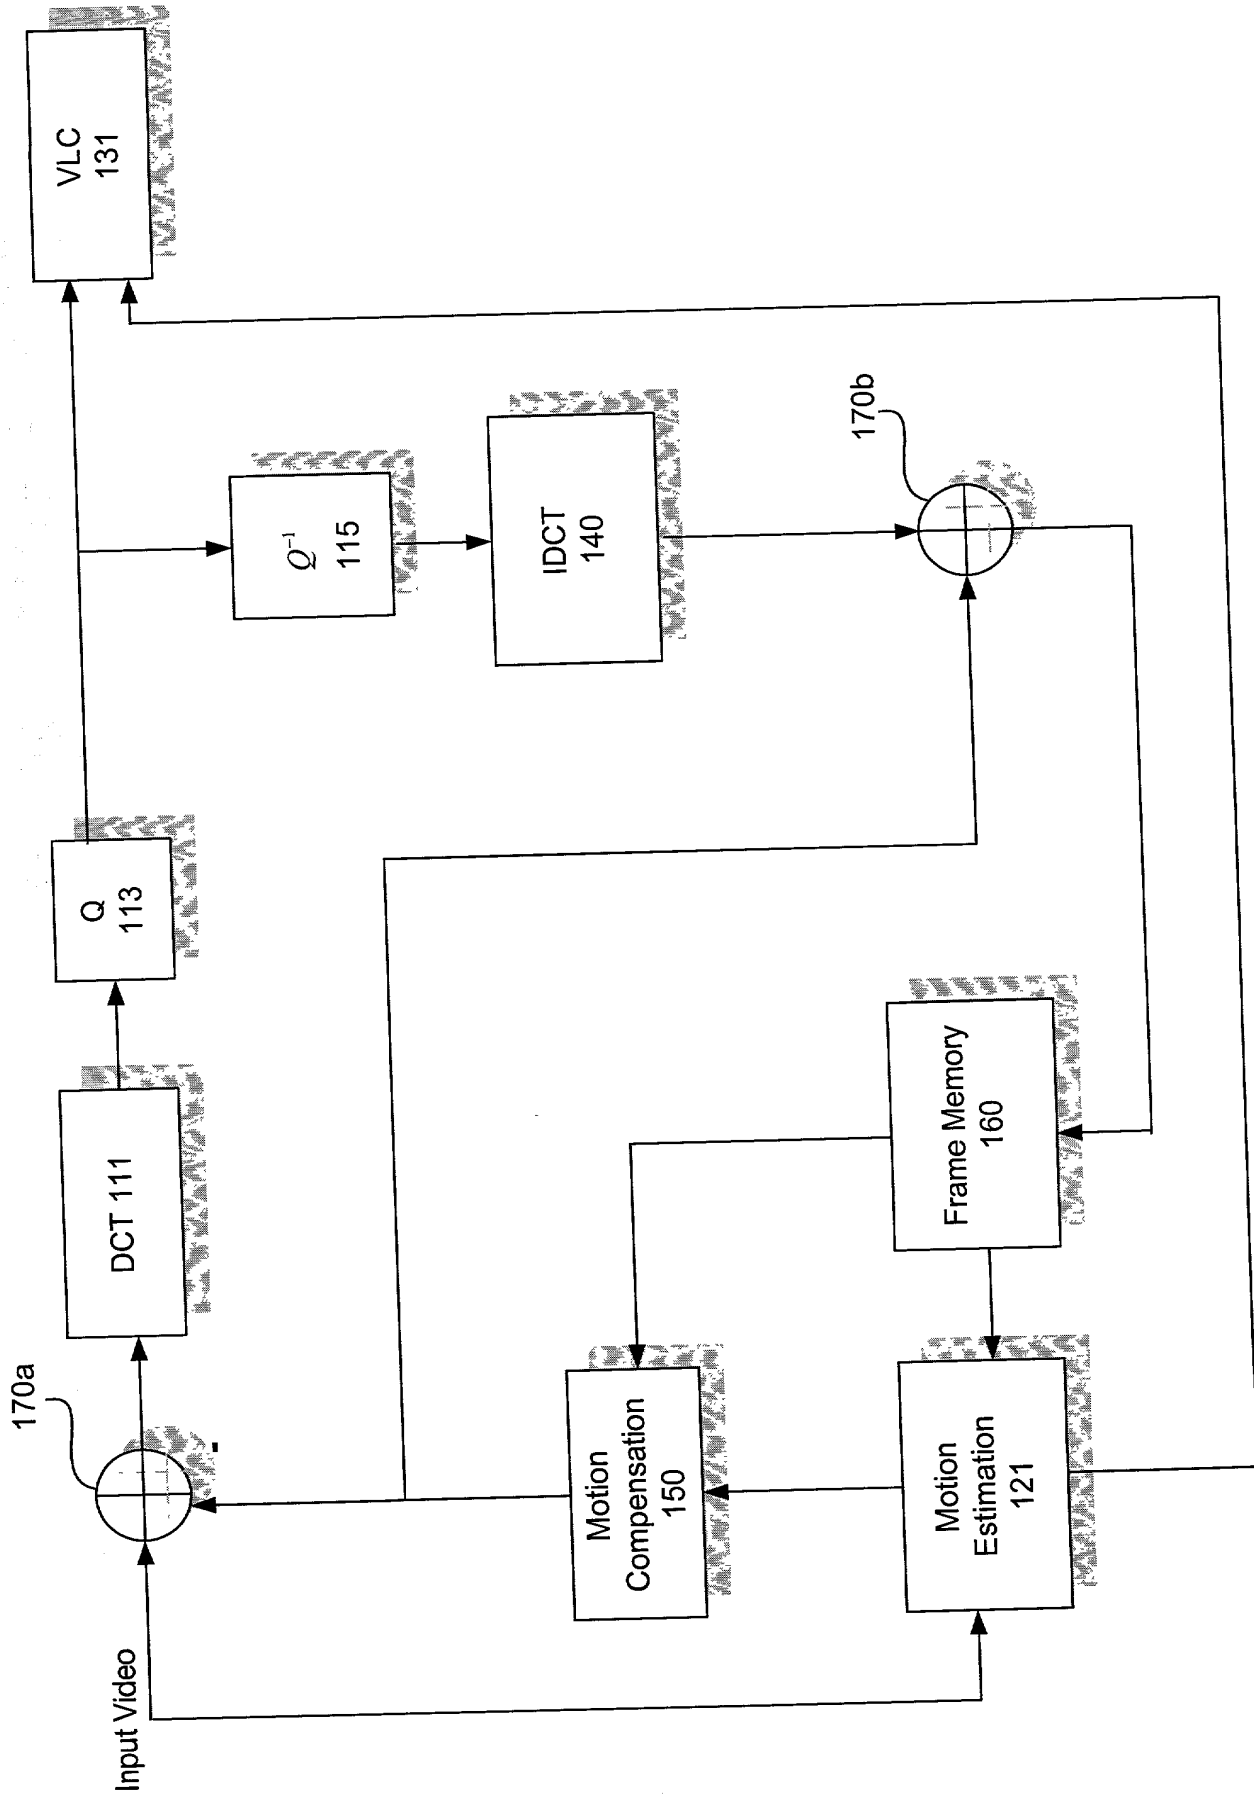 Input Video
170a
DCT 111
Q
113
VLC
131
Q⁻¹
115
IDCT
140
170b
Motion
Compensation
150
Frame Memory
160
Motion
Estimation
121